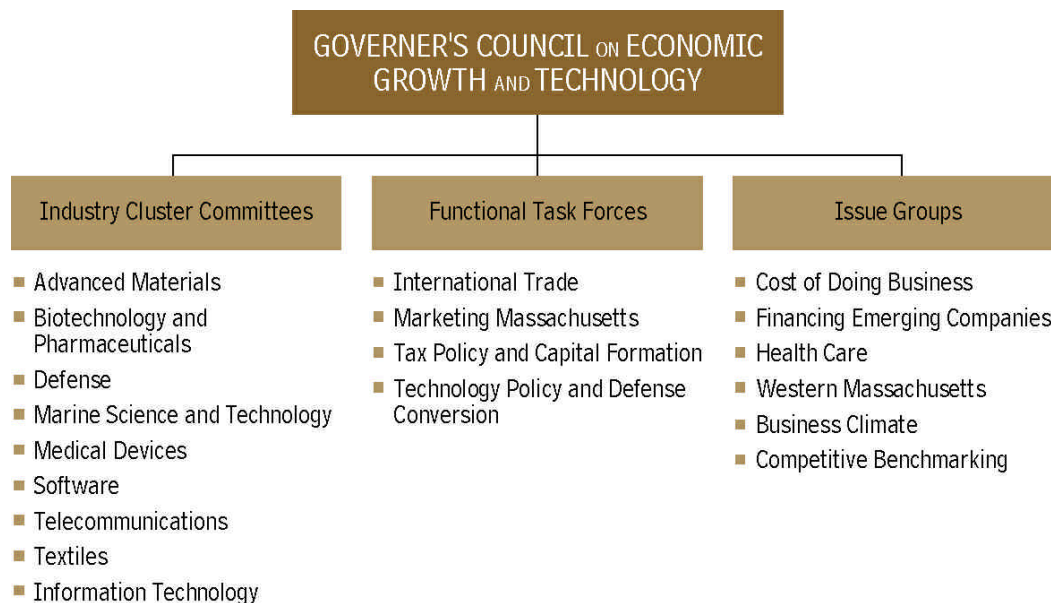 GOVERNER'S COUNCIL ON ECONOMIC
GROWTH AND TECHNOLOGY
Industry Cluster Committees
Advanced Materials
Biotechnology and
Pharmaceuticals
Defense
Marine Science and Technology
Medical Devices
Software
Telecommunications
Textiles
Information Technology
Functional Task Forces
International Trade
Marketing Massachusetts
Tax Policy and Capital Formation
Technology Policy and Defense
Conversion
Issue Groups
Cost of Doing Business
Financing Emerging Companies
Health Care
Western Massachusetts
Business Climate
Competitive Benchmarking